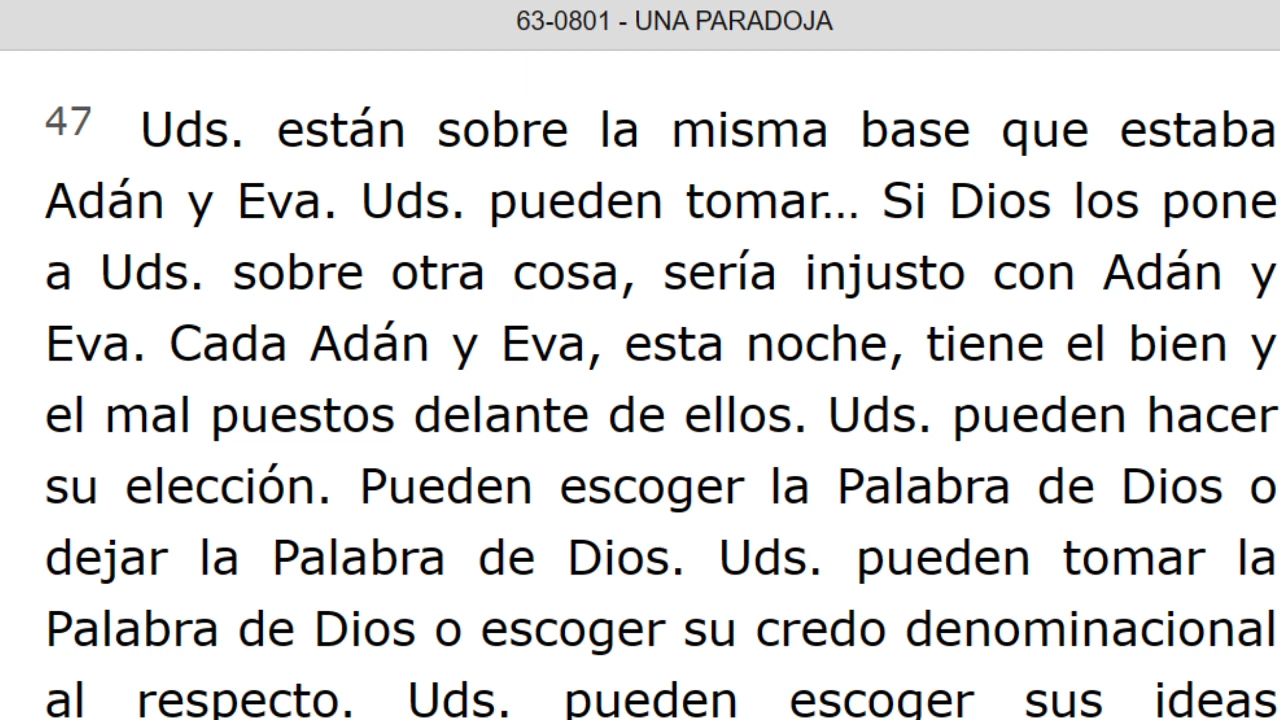 63-0801 - UNA PARADOJA
47 Uds. están sobre la misma base que estaba
Adán y Eva. Uds. pueden tomar... Si Dios los pone
a Uds. sobre otra cosa, sería injusto con Adán y
Eva. Cada Adán y Eva, esta noche, tiene el bien y
el mal puestos delante de ellos. Uds. pueden hacer
su elección. Pueden escoger la Palabra de Dios o
dejar la Palabra de Dios. Uds. pueden tomar la
Palabra de Dios o escoger su credo denominacional
al respecto. Uds. pueden escoger sus ideas